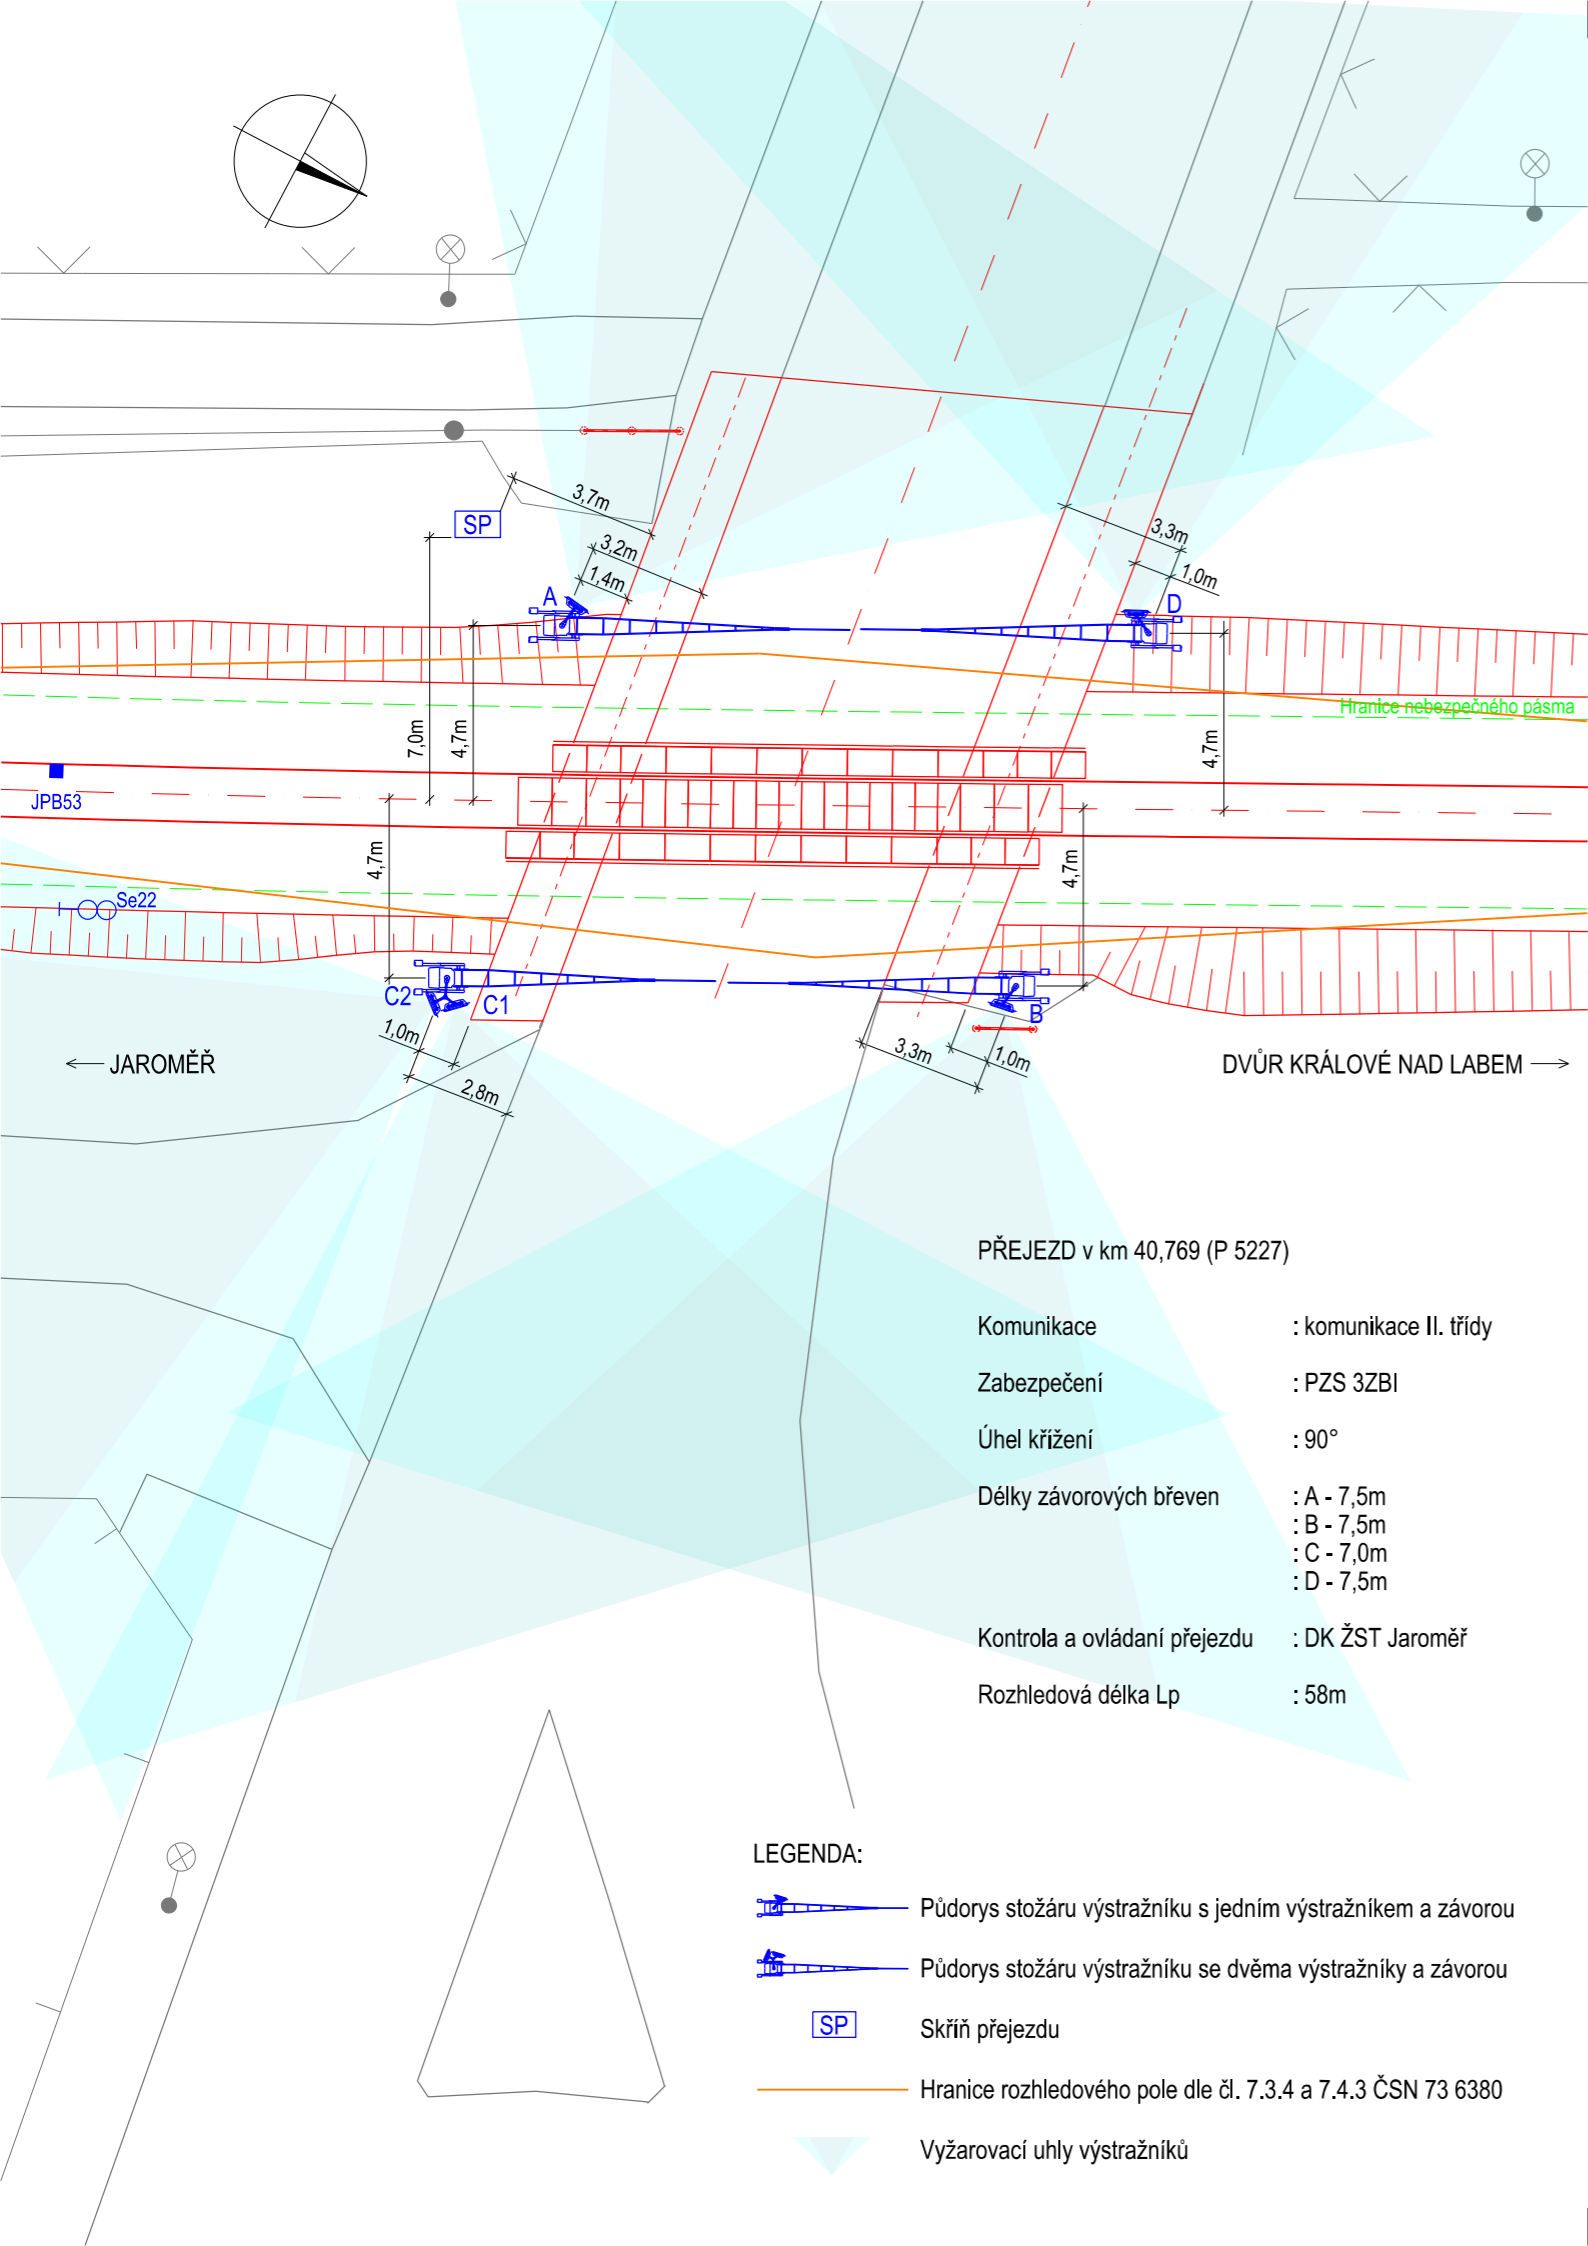 3,7m
SP
3,2m
1,4m
A
3,3m
1,0m
D
Hranice nebezpečného pásma
7,0m
4,7m
4,7m
JPB53
4,7m
4,7m
Se22
C2
C1
B
1,0m
2,8m
3,3m
1,0m
← JAROMĚŘ
DVŮR KRÁLOVÉ NAD LABEM →
PŘEJEZD v km 40,769 (P 5227)
Komunikace : komunikace II. třídy
Zabezpečení : PZS 3ZBI
Úhel křížení : 90°
Délky závorových břeven : A - 7,5m
: B - 7,5m
: C - 7,0m
: D - 7,5m
Kontrola a ovládaní přejezdu : DK ŽST Jaroměř
Rozhledová délka Lp : 58m
LEGENDA:
Půdorys stožáru výstražníku s jedním výstražníkem a závorou
Půdorys stožáru výstražníku se dvěma výstražníky a závorou
SP Skříň přejezdu
Hranice rozhledového pole dle čl. 7.3.4 a 7.4.3 ČSN 73 6380
Vyžarovací uhly výstražníků